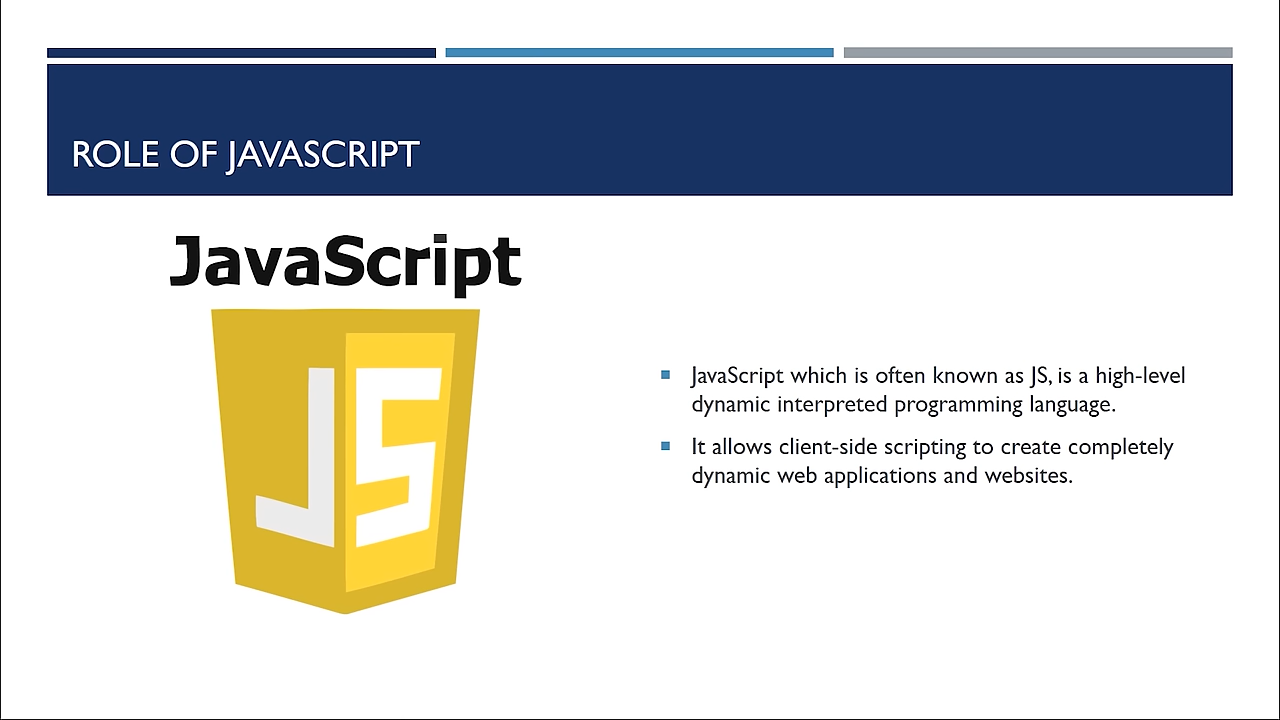 ROLE OF JAVASCRIPT
JavaScript
JS
JavaScript which is often known as JS, is a high-level
dynamic interpreted programming language.
It allows client-side scripting to create completely
dynamic web applications and websites.